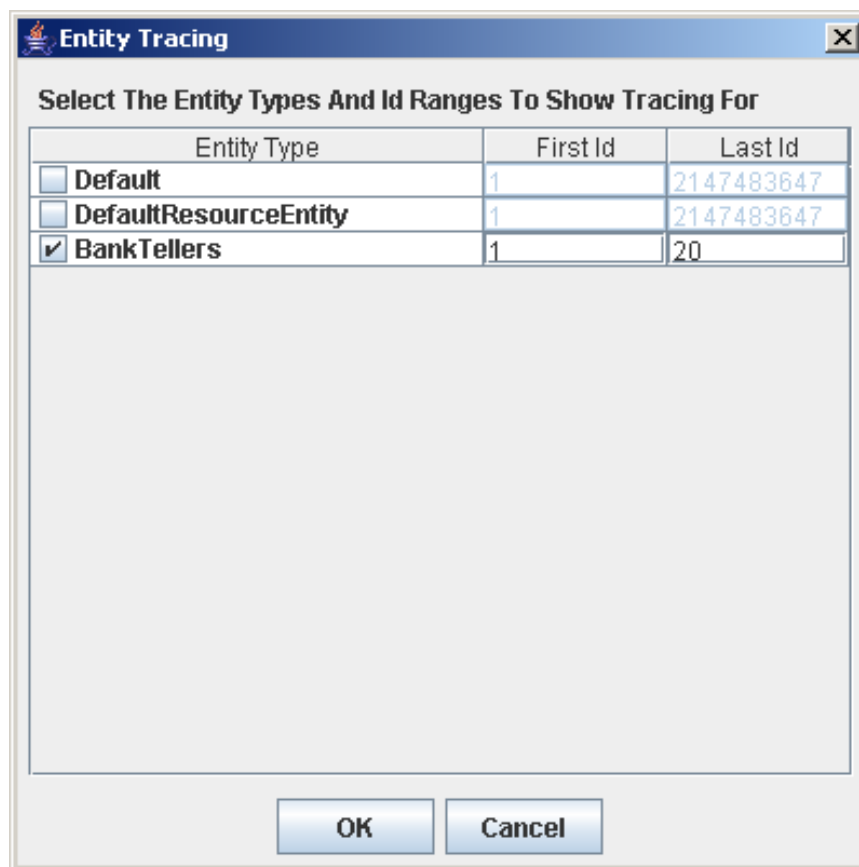 Entity Tracing
Select The Entity Types And Id Ranges To Show Tracing For
Entity Type First Id Last Id
Default 1 2147483647
DefaultResourceEntity 1 2147483647
BankTellers 1 20
OK Cancel